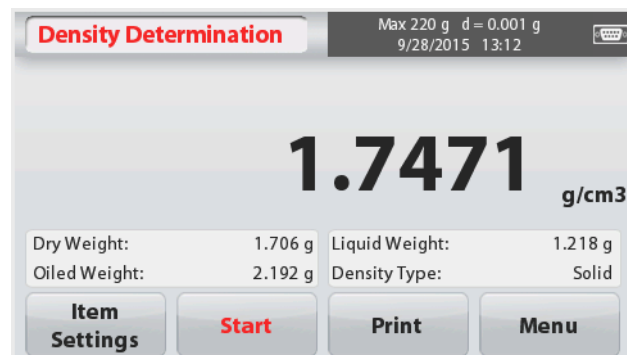 Density Determination
Max 220 g d = 0.001 g
9/28/2015 13:12
1.7471 g/cm3
Dry Weight: 1.706 g Liquid Weight: 1.218 g
Oiled Weight: 2.192 g Density Type: Solid
Item Settings
Start
Print
Menu